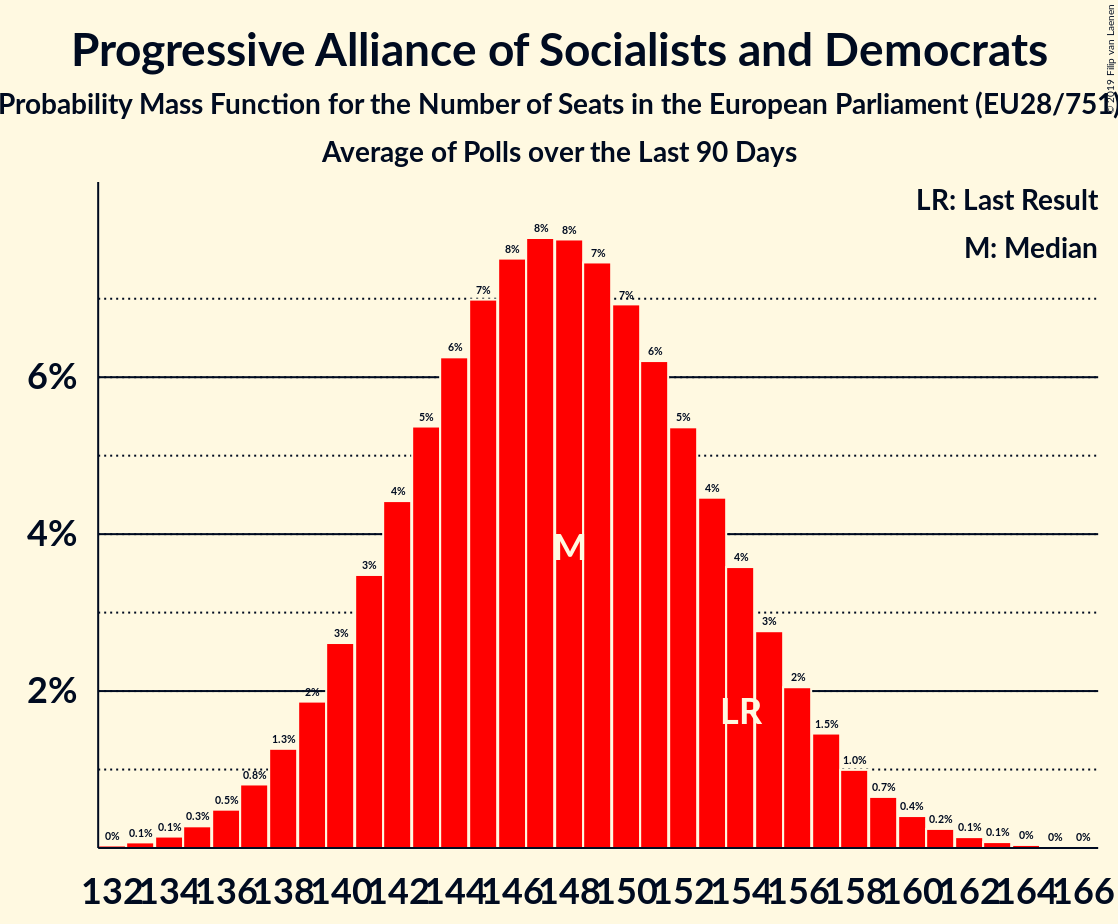 © 2019 Filip van Laenen
Progressive Alliance of Socialists and Democrats
Probability Mass Function for the Number of Seats in the European Parliament (EU28/751)
Average of Polls over the Last 90 Days
LR: Last Result
M: Median
8% 8%
8% 7%
7% 7%
6% 6%
6%
5% 5%
4% 4%
4%
4%
3% 3%
M
3%
2%
2% 2%
LR
1.3% 1.5%
0.8% 1.0%
0.5% 0.7%
0.3% 0.4%
0% 0.1% 0.1% 0.2% 0.1% 0.1% 0% 0% 0%
132 134 136 138 140 142 144 146 148 150 152 154 156 158 160 162 164 166